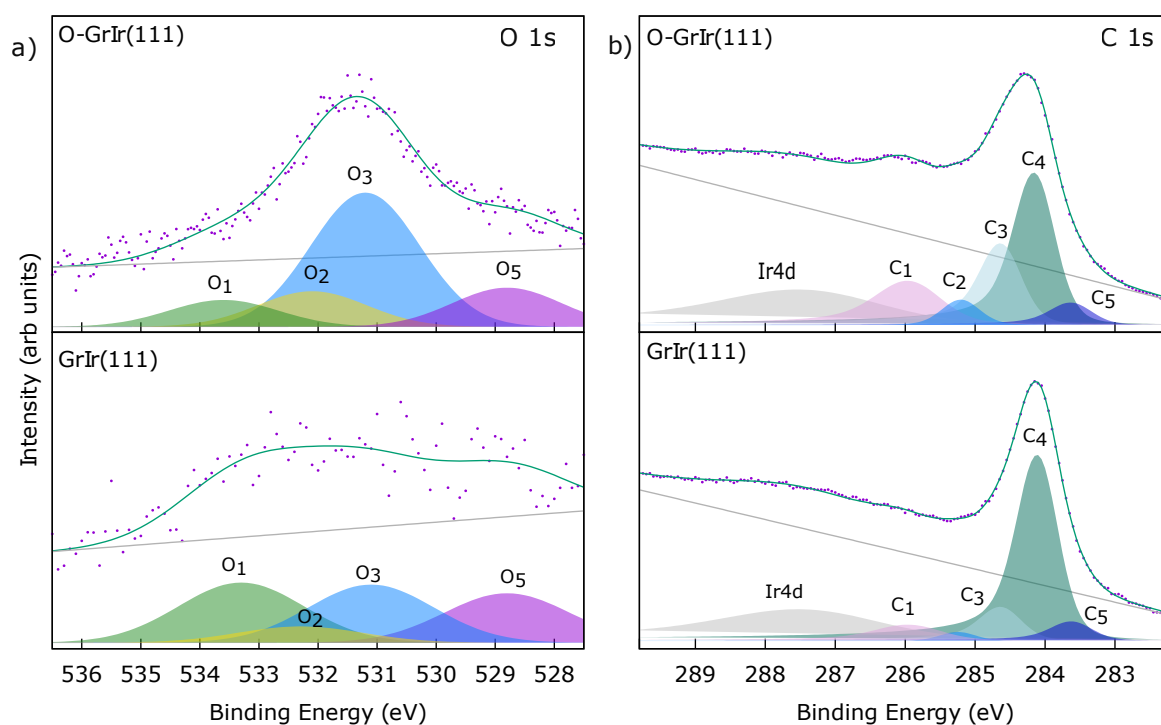 a)
O-GrIr(111)
O 1s
O3
O1
O2
O5
GrIr(111)
O1
O3
O2
O5
536 535 534 533 532 531 530 529 528
Binding Energy (eV)
Intensity (arb units)
b)
O-GrIr(111)
C 1s
C4
C3
Ir4d
C1
C2
C5
GrIr(111)
C4
Ir4d
C1
C3
C5
289 288 287 286 285 284 283
Binding Energy (eV)